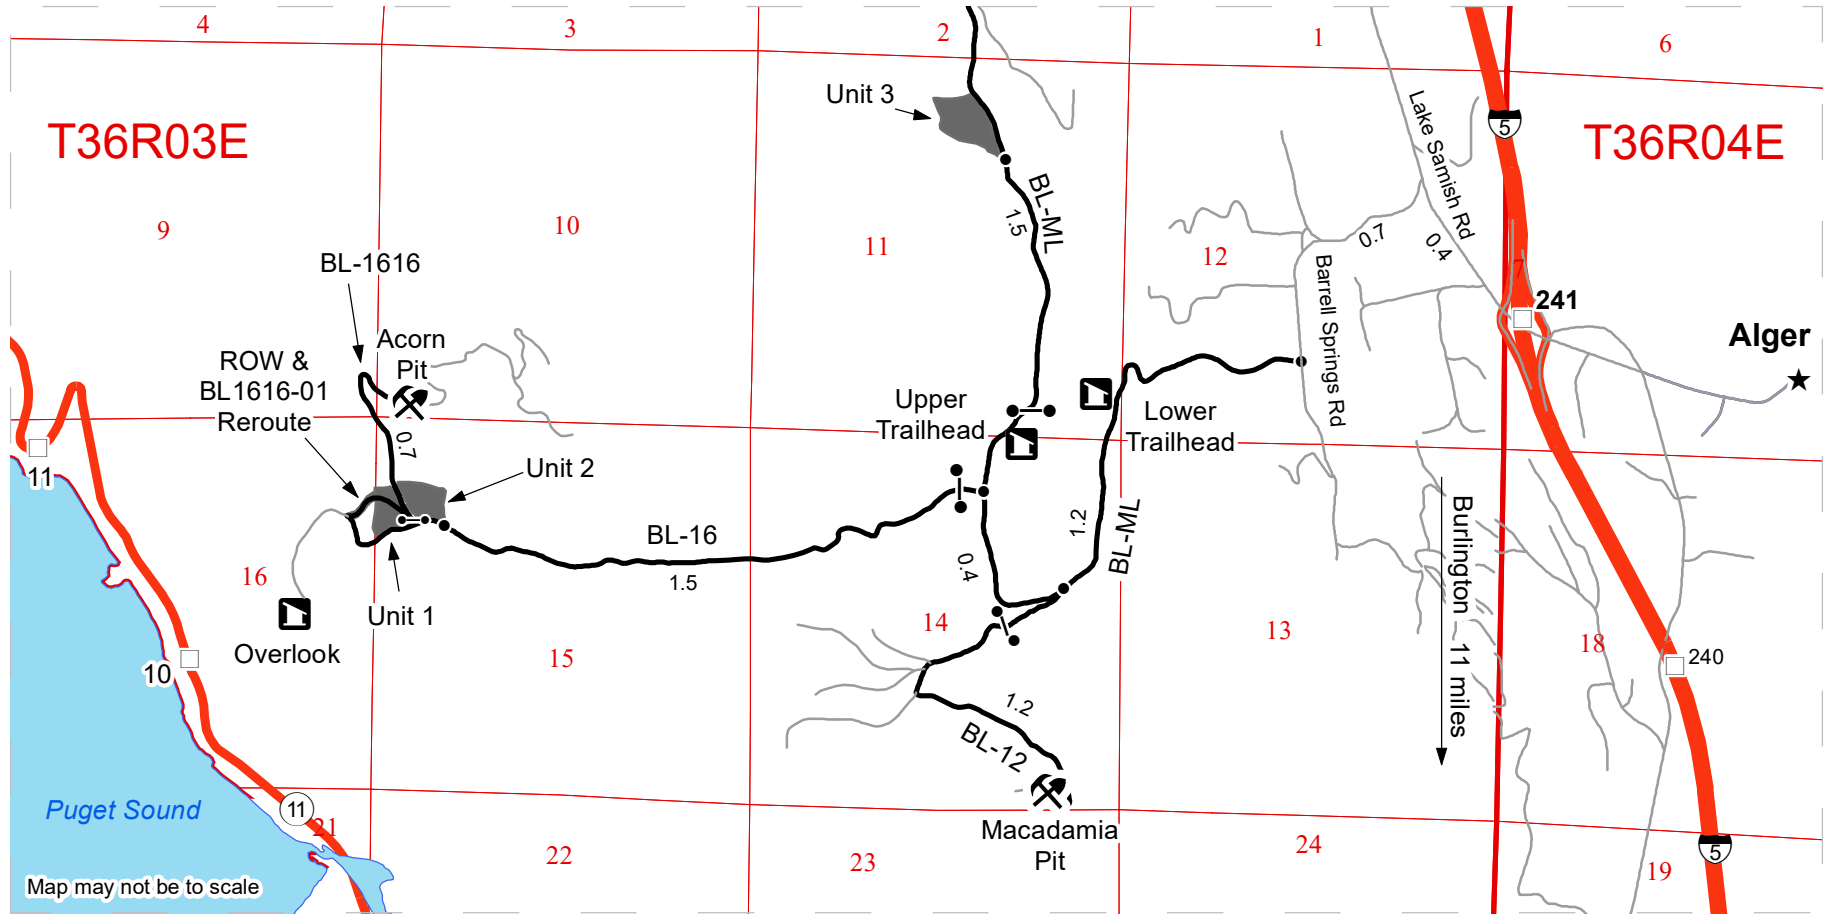 4
3
2
1
6
T36R03E
Unit 3
Lake Samish Rd
5
T36R04E
9
10
11
BL-ML
1.5
12
0.7
0.4
7
241
BL-1616
Barrell Springs Rd
Alger
Acorn
Pit
ROW &
BL1616-01
Reroute
Upper
Trailhead
Lower
Trailhead
0.7
11
Unit 2
BL-16
1.5
1.2
BL-ML
0.4
Burlington - 11 miles
16
Unit 1
Overlook
15
14
13
18
240
10
1.2
BL-12
Puget Sound
11
21
22
23
Macadamia
Pit
24
5
19
Map may not be to scale